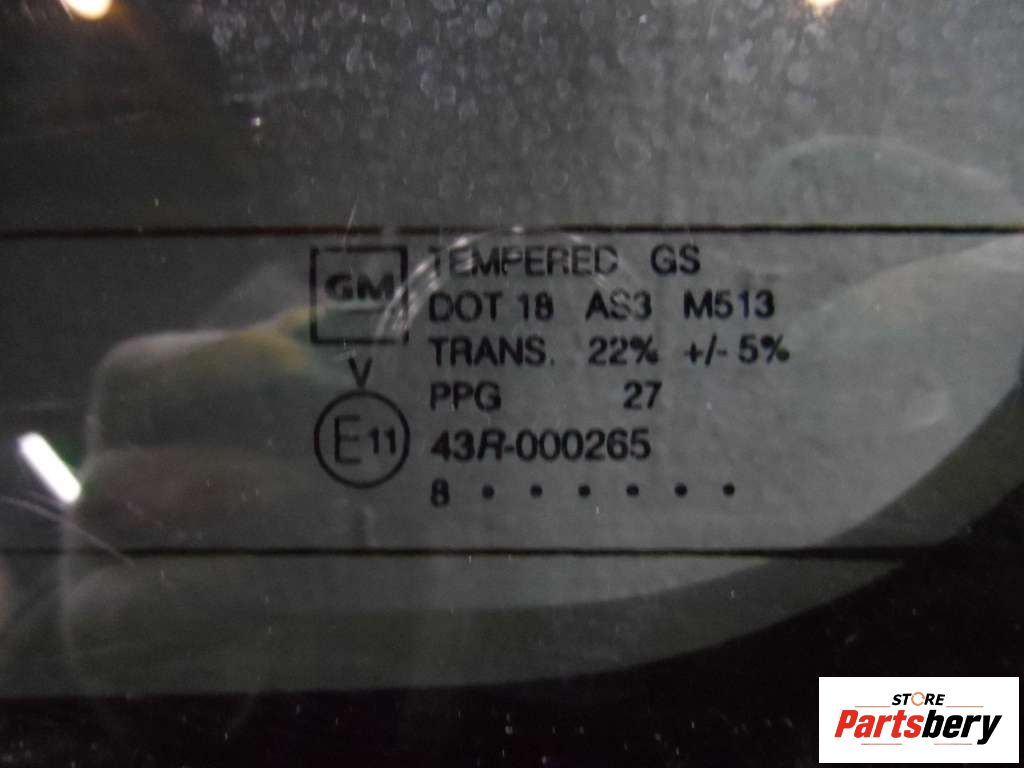 GM
TEMPERED GS
DOT 18 AS3 M513
TRANS. 22% +/- 5%
V
PPG 27
E11
43R-000265
8 • • • • • •
STORE
Partsbery